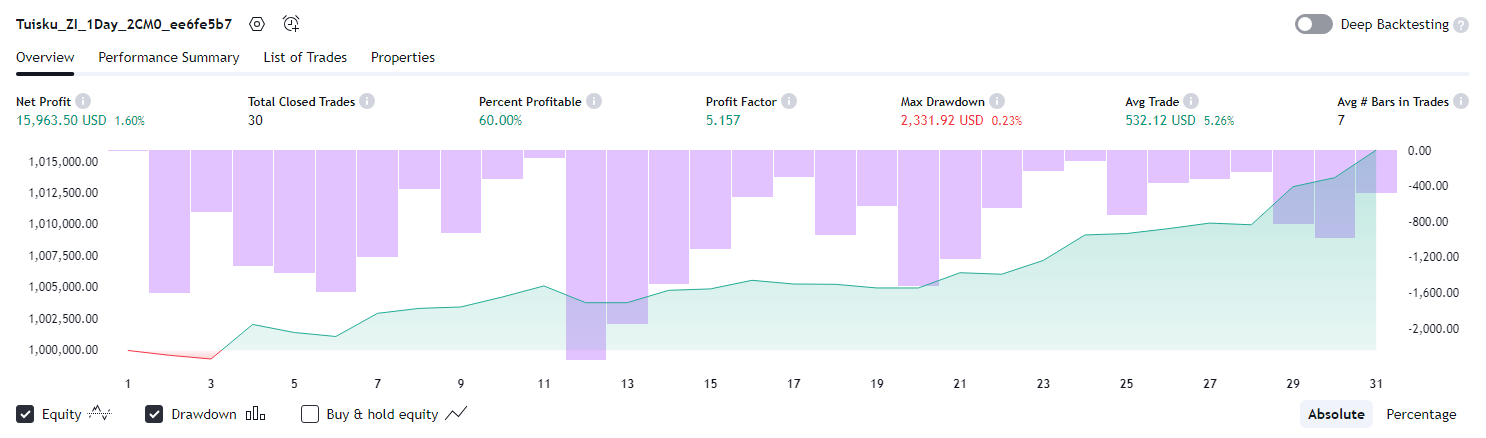 Tuisku_ZI_1Day_2CM0_ee6fe5b7 Deep Backtesting ?
Overview Performance Summary List of Trades Properties
Net Profit i Total Closed Trades i Percent Profitable i Profit Factor i Max Drawdown i Avg Trade i Avg # Bars in Trades i
15,963.50 USD 1.60% 30 60.00% 5.157 2,331.92 USD 0.23% 532.12 USD 5.26% 7
1,015,000.00 0.00
1,012,500.00 -400.00
1,010,000.00 -800.00
1,007,500.00 -1,200.00
1,005,000.00 -1,600.00
1,002,500.00 -2,000.00
1,000,000.00
1 3 5 7 9 11 13 15 17 19 21 23 25 27 29 31
Equity Drawdown Buy & hold equity Absolute Percentage